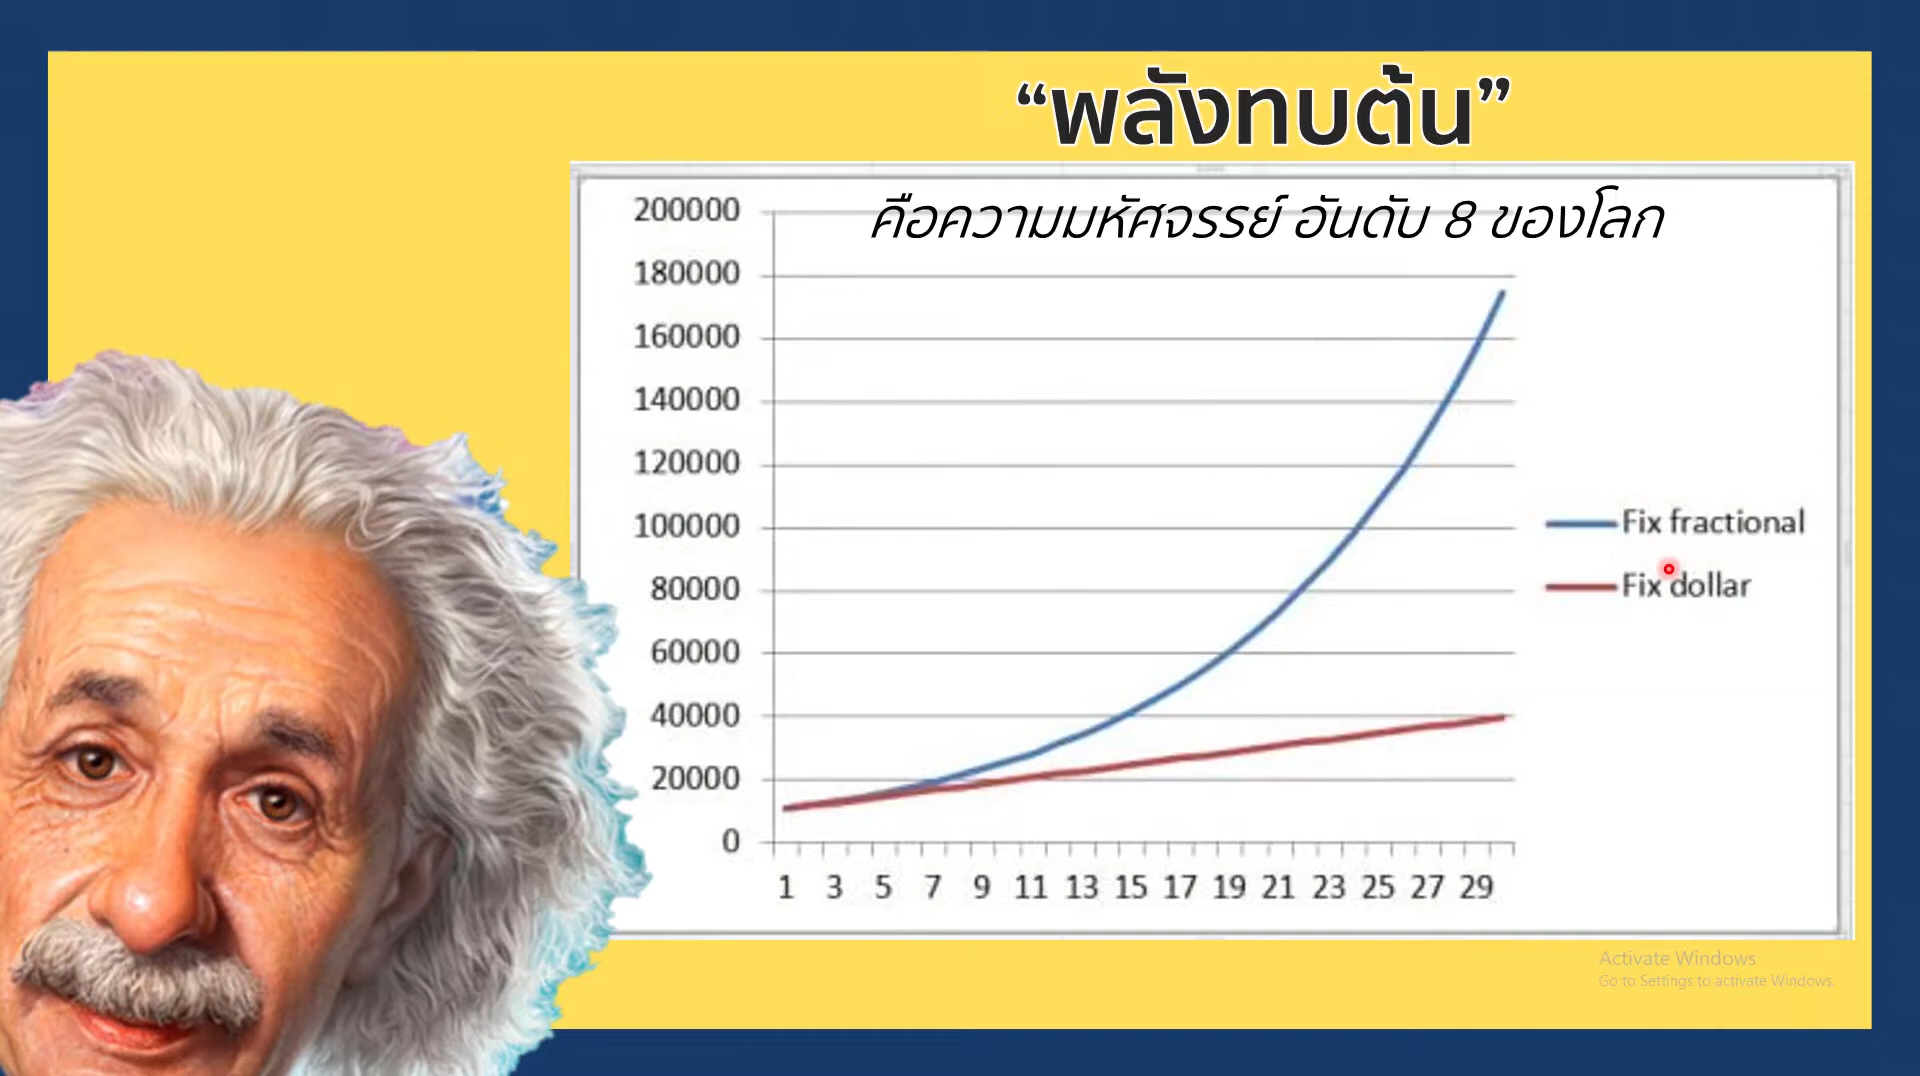 “พลังทบต้น”
คือความมหัศจรรย์ อันดับ 8 ของโลก
200000
180000
160000
140000
120000
100000
80000
60000
40000
20000
0
1 3 5 7 9 11 13 15 17 19 21 23 25 27 29
Fix fractional
Fix dollar
Activate Windows
Go to Settings to activate Windows.